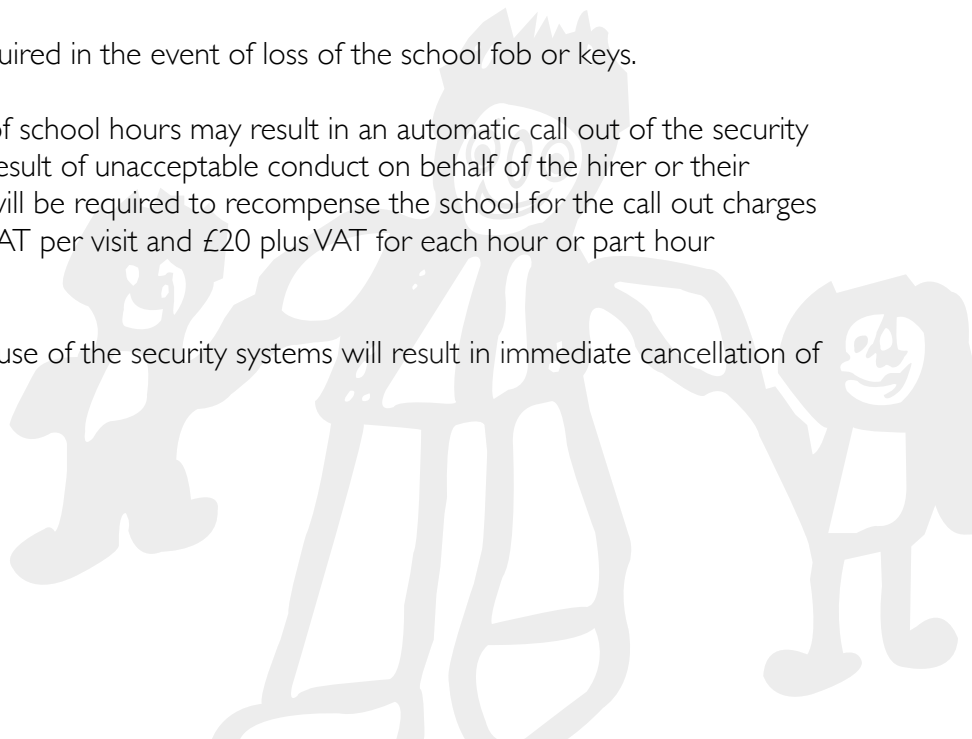 uired in the event of loss of the school fob or keys.
of school hours may result in an automatic call out of the security
esult of unacceptable conduct on behalf of the hirer or their
will be required to recompense the school for the call out charges
AT per visit and £20 plus VAT for each hour or part hour
use of the security systems will result in immediate cancellation of